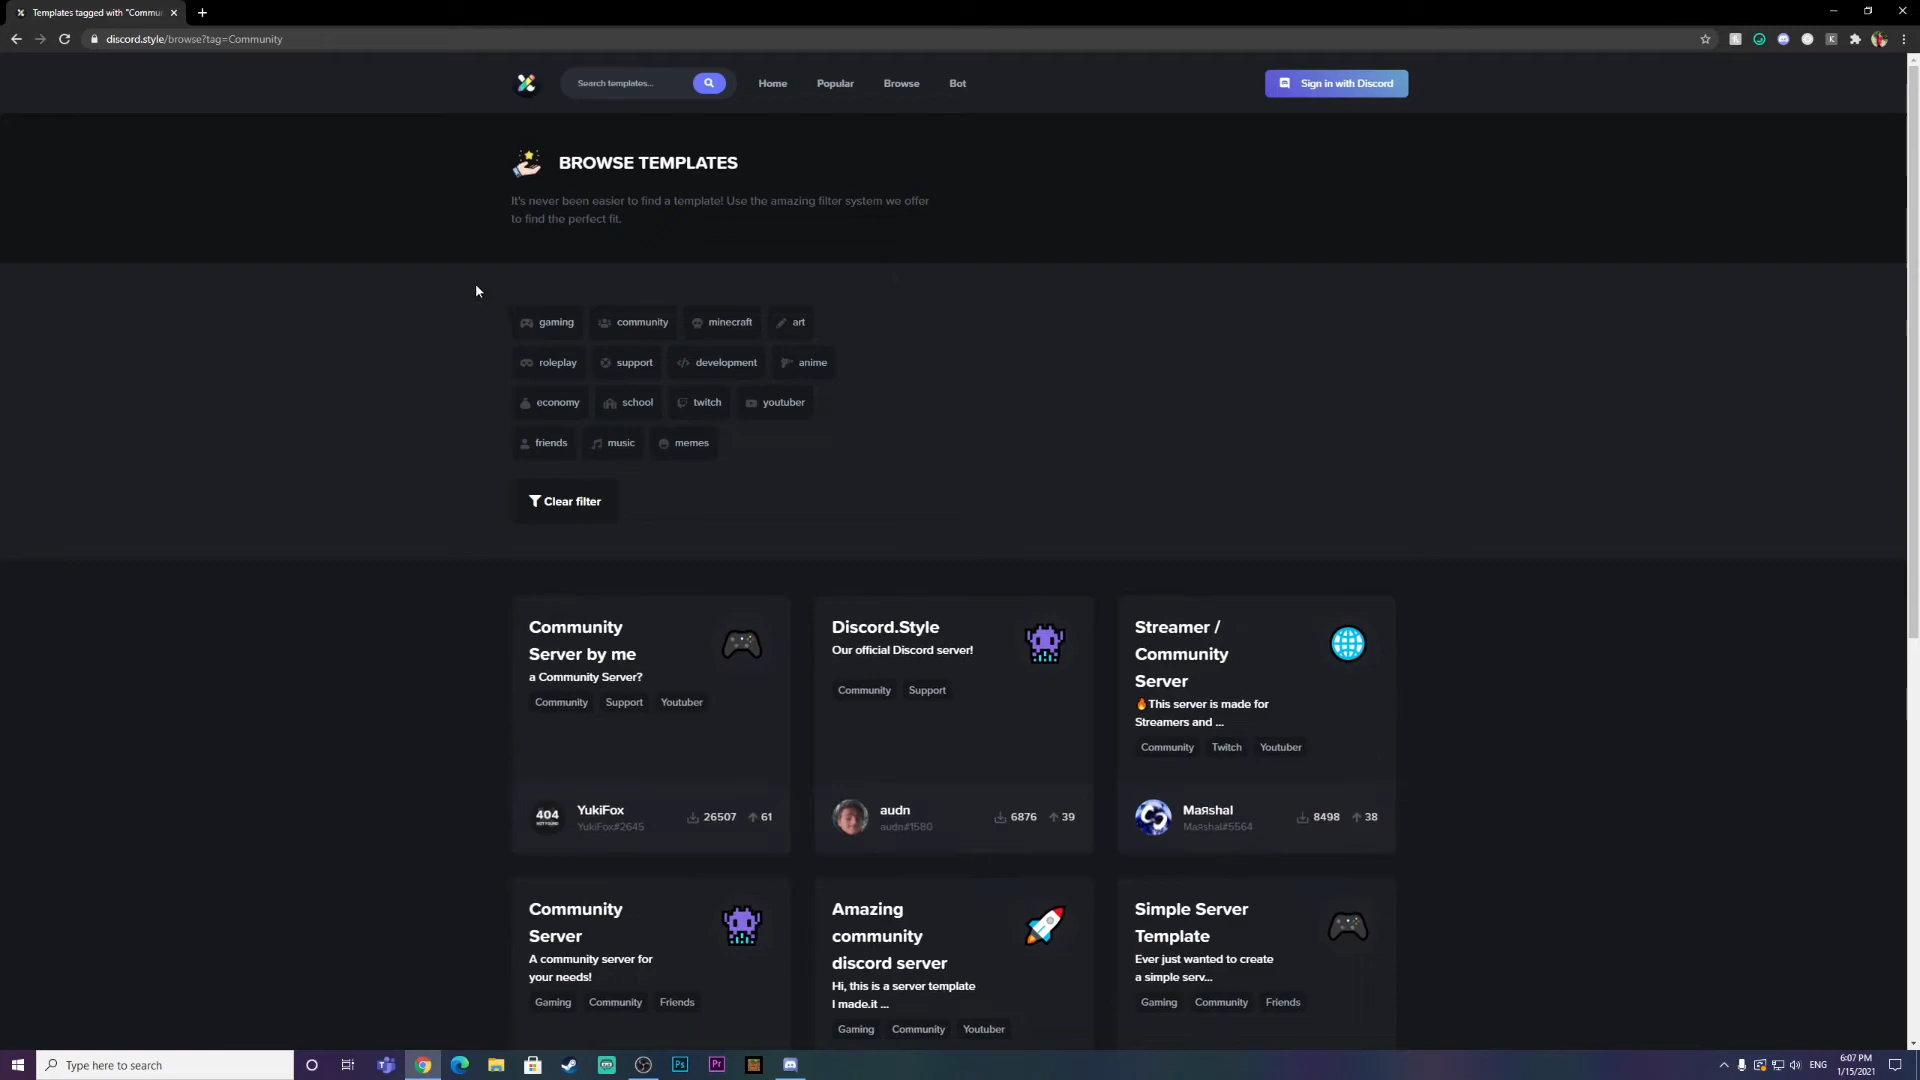 Templates tagged with "Commu
discord.style/browse?tag=Community
Search templates...
Home
Popular
Browse
Bot
Sign in with Discord
BROWSE TEMPLATES
It's never been easier to find a template! Use the amazing filter system we offer
to find the perfect fit.
gaming
community
minecraft
art
roleplay
support
development
anime
economy
school
twitch
youtuber
friends
music
memes
Clear filter
Community
Server by me
a Community Server?
Community Support Youtuber
404
YukiFox
YukiFox#2645
26507
61
Discord.Style
Our official Discord server!
Community Support
audn
audn#1580
6876
39
Streamer /
Community
Server
🔥This server is made for
Streamers and ...
Community Twitch Youtuber
Maяshal
Maяshal#5564
8498
38
Community
Server
A community server for
your needs!
Gaming Community Friends
Amazing
community
discord server
Hi, this is a server template
I made.it ...
Gaming Community Youtuber
Simple Server
Template
Ever just wanted to create
a simple serv...
Gaming Community Friends
Type here to search
Ps
Pr
ENG
6:07 PM
1/15/2021